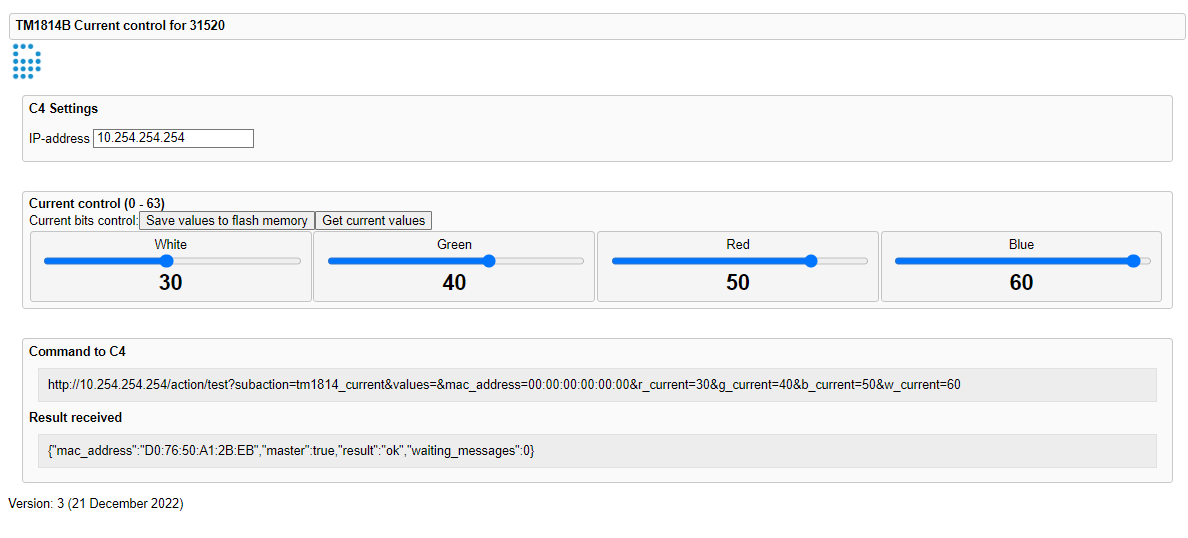 TM1814B Current control for 31520
C4 Settings
IP-address 10.254.254.254
Current control (0 - 63)
Current bits control: Save values to flash memory Get current values
White Green Red Blue
30 40 50 60
Command to C4
http://10.254.254.254/action/test?subaction=tm1814_current&values=&mac_address=00:00:00:00:00:00&r_current=30&g_current=40&b_current=50&w_current=60
Result received
{"mac_address":"D0:76:50:A1:2B:EB","master":true,"result":"ok","waiting_messages":0}
Version: 3 (21 December 2022)